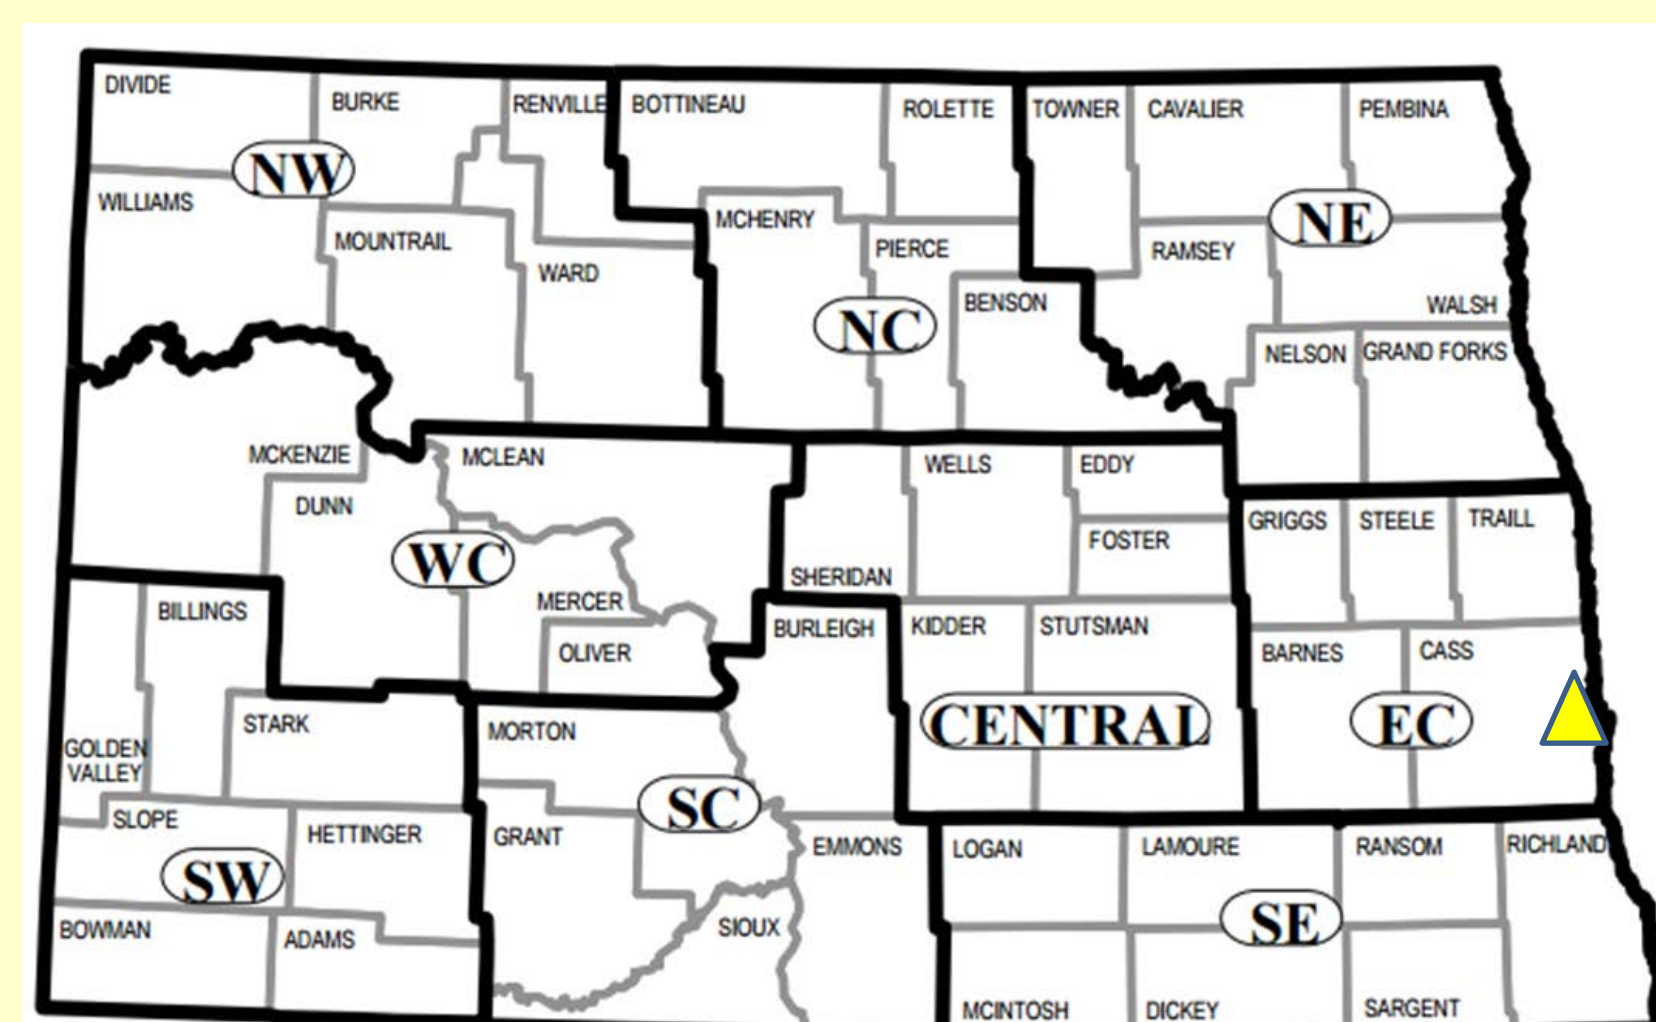 DIVIDE
BURKE
RENVILLE
BOTTINEAU
ROLETTE
TOWNER
CAVALIER
PEMBINA
NW
WILLIAMS
MOUNTRAIL
WARD
MCHENRY
PIERCE
BENSON
NC
RAMSEY
NE
WALSH
NELSON
GRAND FORKS
MCKENZIE
DUNN
MCLEAN
WC
MERCER
OLIVER
SHERIDAN
WELLS
EDDY
FOSTER
GRIGGS
STEELE
TRAILL
BILLINGS
GOLDEN
VALLEY
STARK
MORTON
BURLEIGH
KIDDER
STUTSMAN
CENTRAL
BARNES
CASS
EC
SLOPE
HETTINGER
SW
BOWMAN
ADAMS
GRANT
SC
SIOUX
EMMONS
LOGAN
LAMOURE
RANSOM
RICHLAND
SE
MCINTOSH
DICKEY
SARGENT